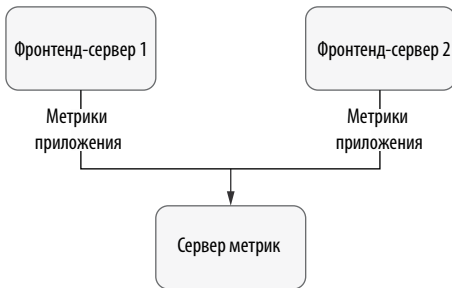 Фронтенд-сервер 1
Фронтенд-сервер 2
Метрики
приложения
Метрики
приложения
Сервер метрик